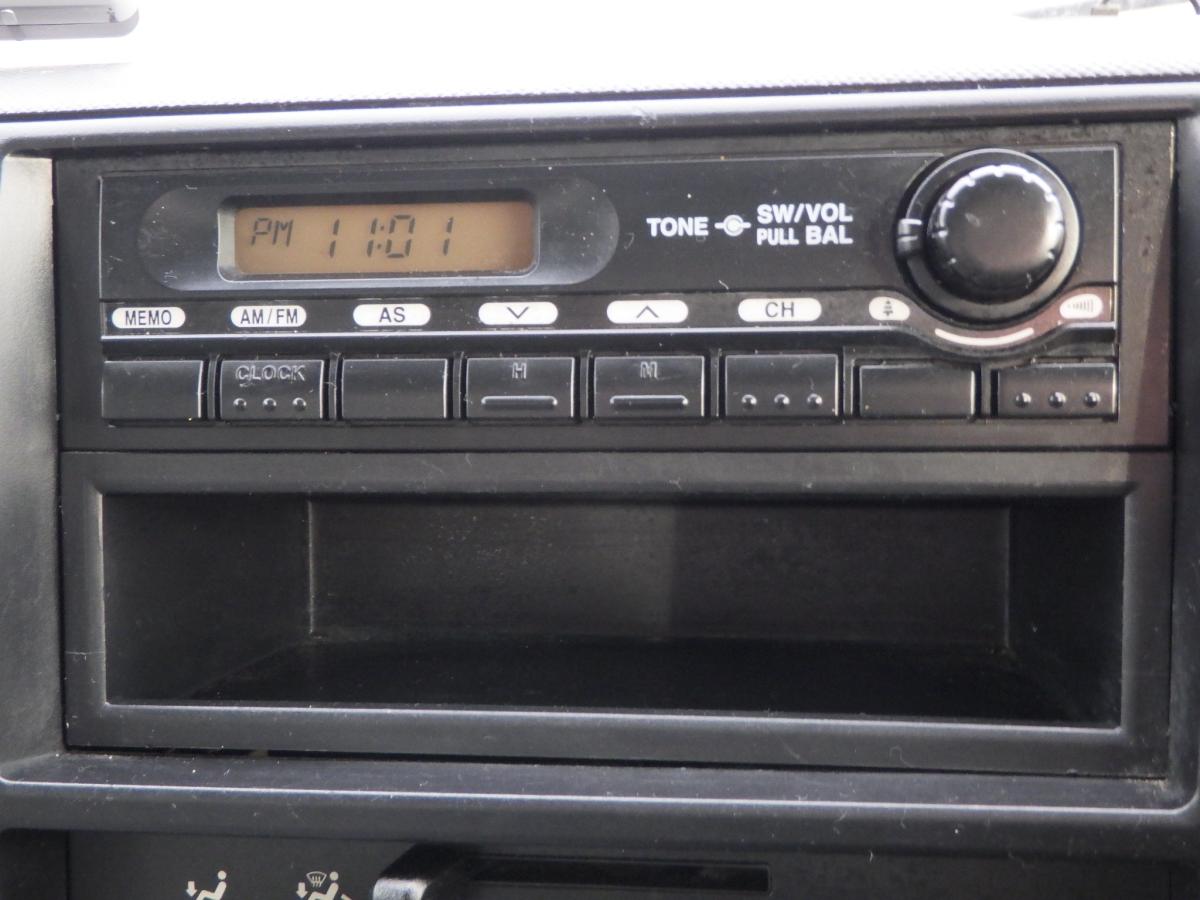 PM 11:01
TONE SW/VOL
PULL BAL
MEMO AM/FM AS CH
CLOCK H M